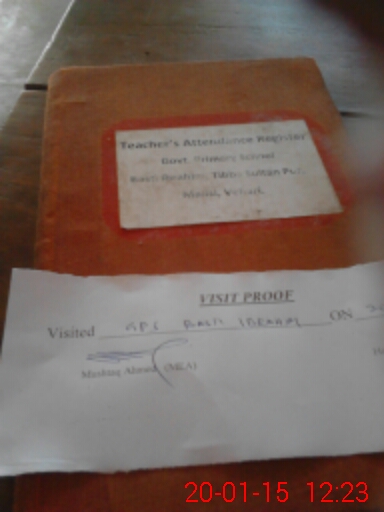 Teacher's Attendance Register
Govt. Primary School
Basti Ibrahim, Tibba Sultan Pur
Mailsi, Vehari.
VISIT PROOF
Visited GPS Basti IBRAHIM ON
Mushtaq Ahmad (MEA)
20-01-15 12:23